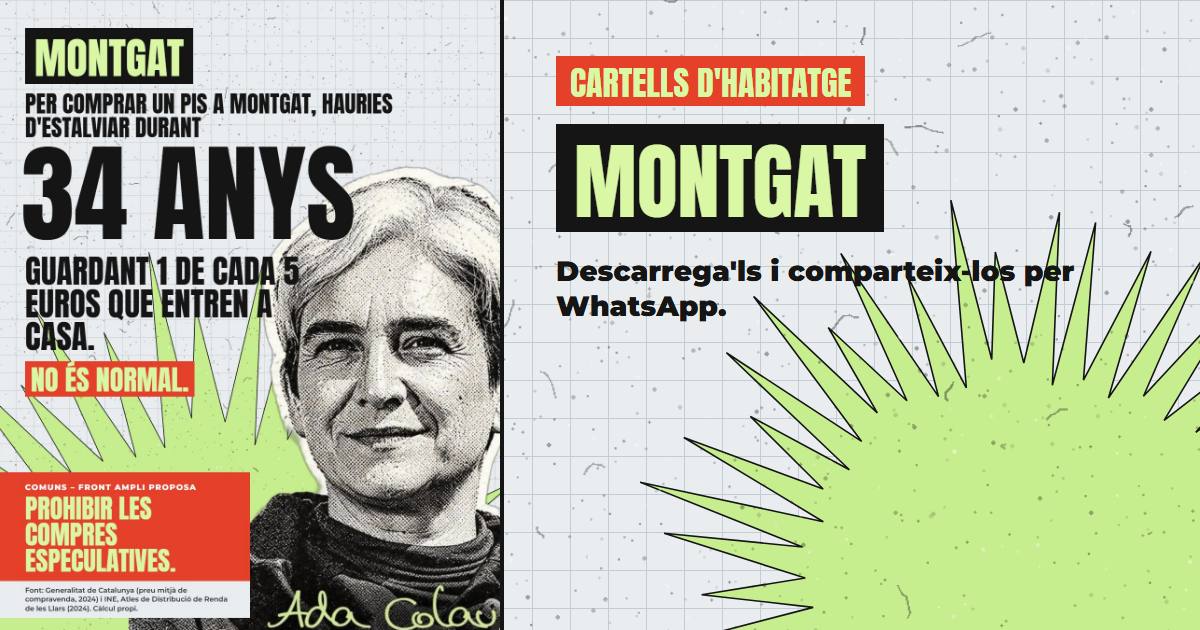 MONTGAT
PER COMPRAR UN PIS A MONTGAT, HAURIES
D'ESTALVIAR DURANT
34 ANYS
GUARDANT 1 DE CADA 5
EUROS QUE ENTREN A
CASA.
NO ÉS NORMAL.
COMUNS – FRONT AMPLI PROPOSA
PROHIBIR LES
COMPRES
ESPECULATIVES.
Font: Generalitat de Catalunya (preu mitjà de
compravenda, 2024) i INE, Atles de Distribució de Renda
de les Llars (2024). Càlcul propi.
Ada Colau
CARTELLS D'HABITATGE
MONTGAT
Descarrega'ls i comparteix-los per
WhatsApp.